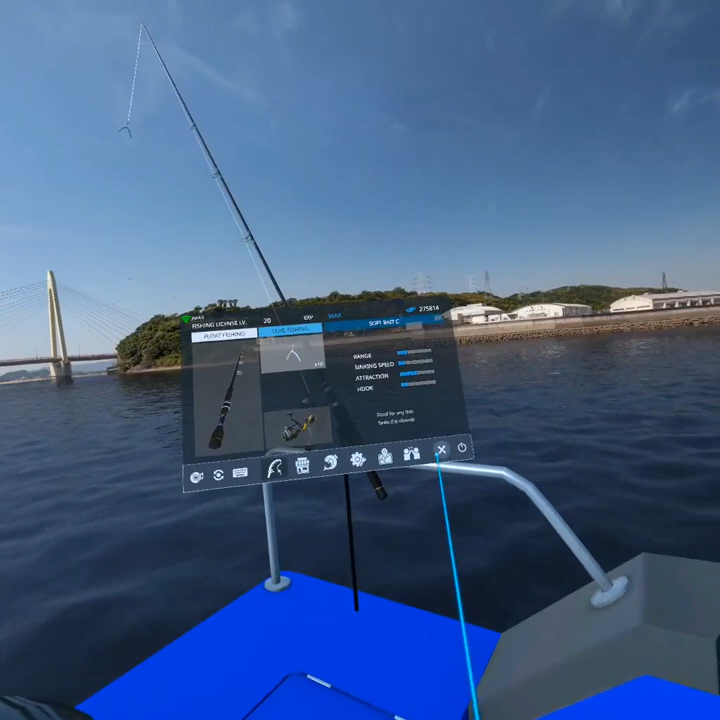 FISHING LICENSE LV. 20 EXP MAX 275814
FLOAT FISHING LURE FISHING SOFT BAIT C
×10
RANGE
SINKING SPEED
ATTRACTION
HOOK
Good for any fish
Sinks the slowest